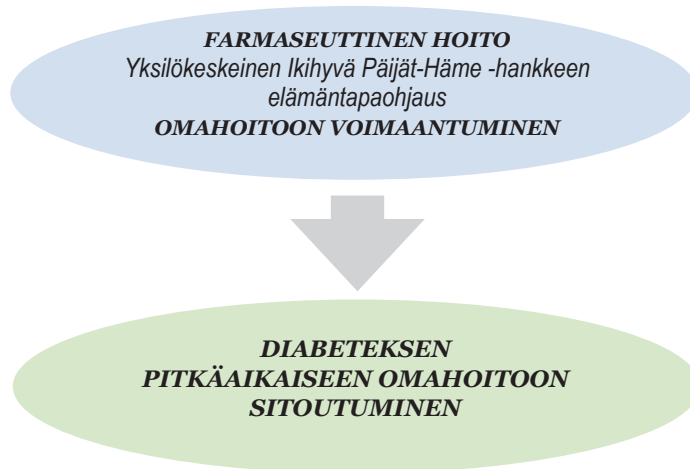 FARMASEUTTINEN HOITO
Yksilökeskeinen Ikihyvä Päijät-Häme -hankkeen
elämäntapaohjaus
OMAHOITOON VOIMAANTUMINEN
DIABETEKSEN
PITKÄAIKAISEEN OMAHOITOON
SITOUTUMINEN